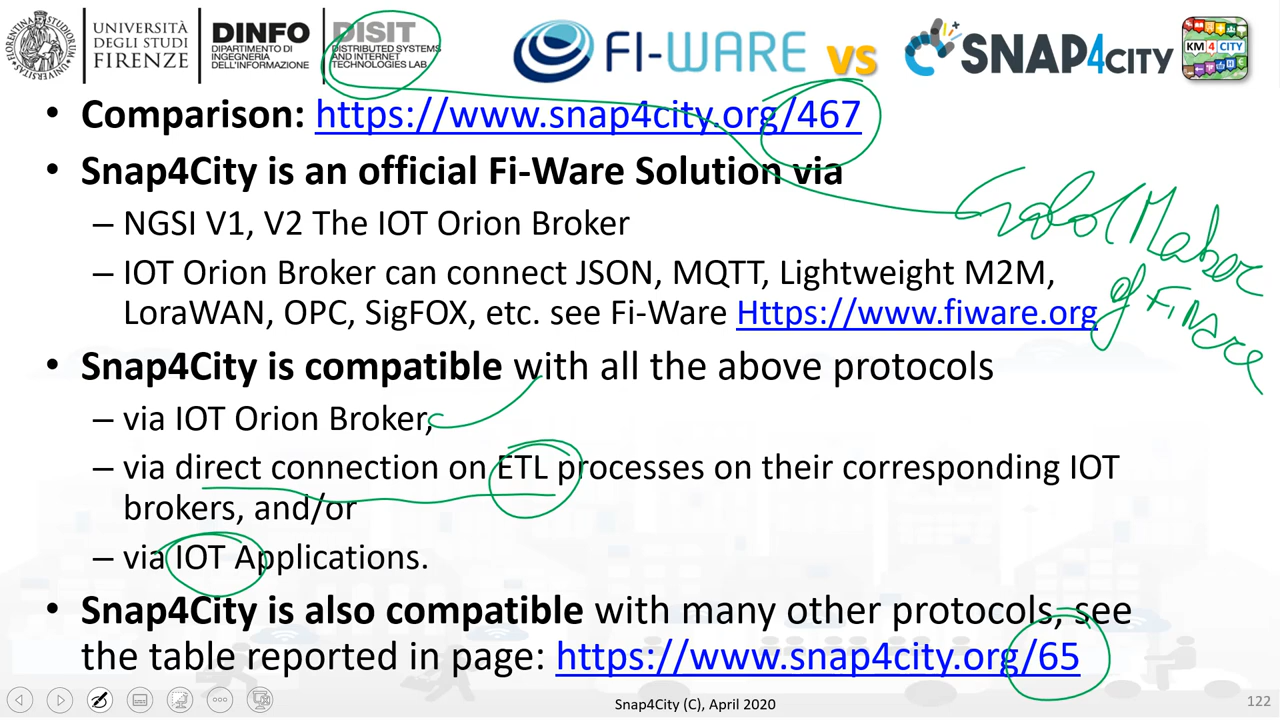 UNIVERSITÀ
DEGLI STUDI
FIRENZE
DINFO
DIPARTIMENTO DI
INGEGNERIA
DELL'INFORMAZIONE
DISIT
DISTRIBUTED SYSTEMS
AND INTERNET
TECHNOLOGIES LAB
FI-WARE vs SNAP4CITY
KM4CITY
• Comparison: https://www.snap4city.org/467
• Snap4City is an official Fi-Ware Solution via
– NGSI V1, V2 The IOT Orion Broker
– IOT Orion Broker can connect JSON, MQTT, Lightweight M2M,
LoraWAN, OPC, SigFOX, etc. see Fi-Ware Https://www.fiware.org
Gold Member
of FiWare
• Snap4City is compatible with all the above protocols
– via IOT Orion Broker,
– via direct connection on ETL processes on their corresponding IOT
brokers, and/or
– via IOT Applications.
• Snap4City is also compatible with many other protocols, see
the table reported in page: https://www.snap4city.org/65
Snap4City (C), April 2020
122